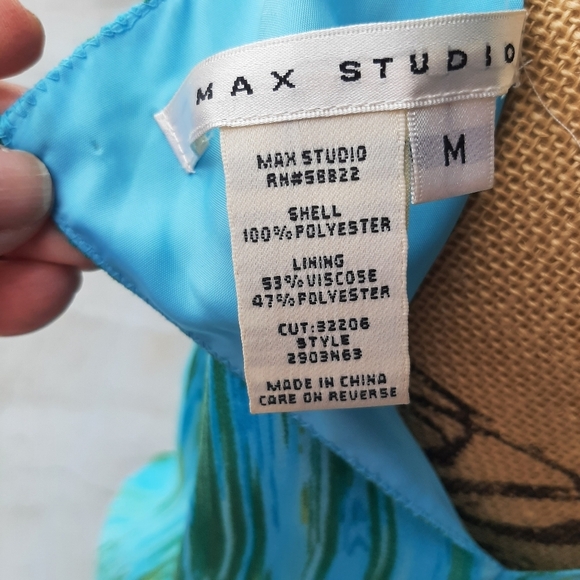 MAX STUDIO
M
MAX STUDIO
RN#58822
SHELL
100% POLYESTER
LINING
53% VISCOSE
47% POLYESTER
CUT:32206
STYLE
2903N63
MADE IN CHINA
CARE ON REVERSE